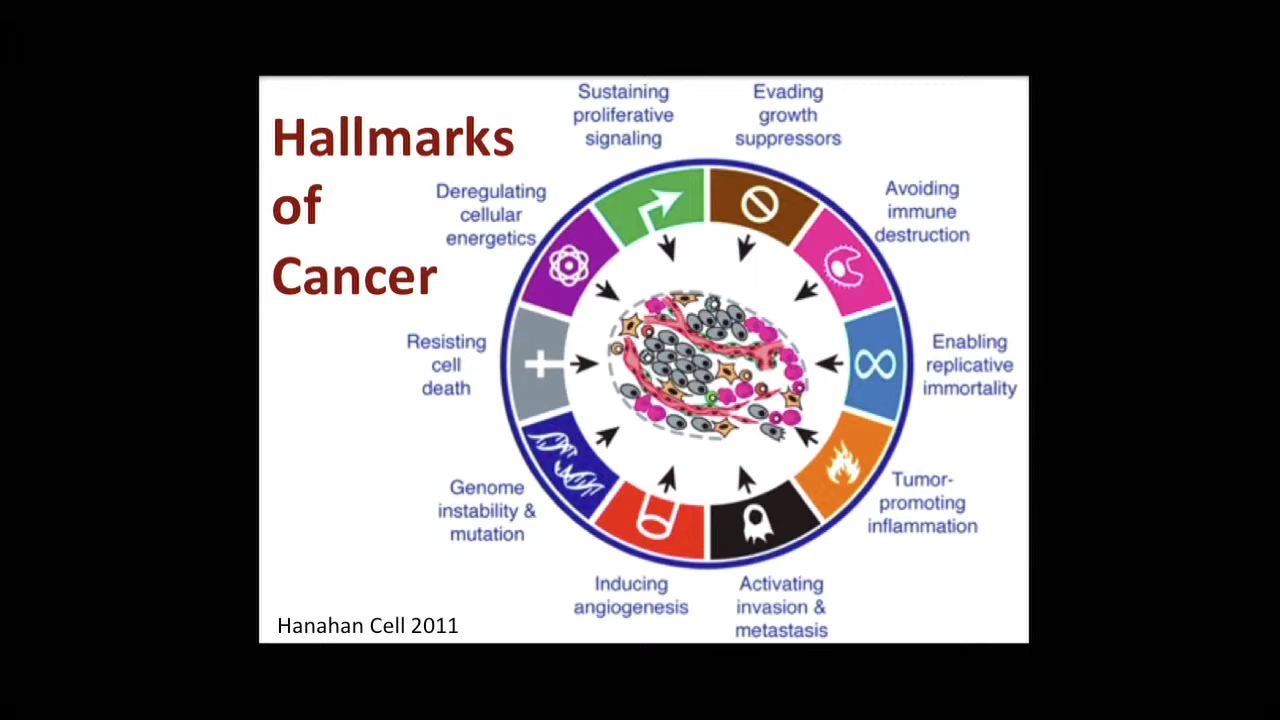 Hallmarks
of
Cancer
Sustaining
proliferative
signaling
Evading
growth
suppressors
Avoiding
immune
destruction
Enabling
replicative
immortality
Tumor-
promoting
inflammation
Activating
invasion &
metastasis
Inducing
angiogenesis
Genome
instability &
mutation
Resisting
cell
death
Deregulating
cellular
energetics
Hanahan Cell 2011